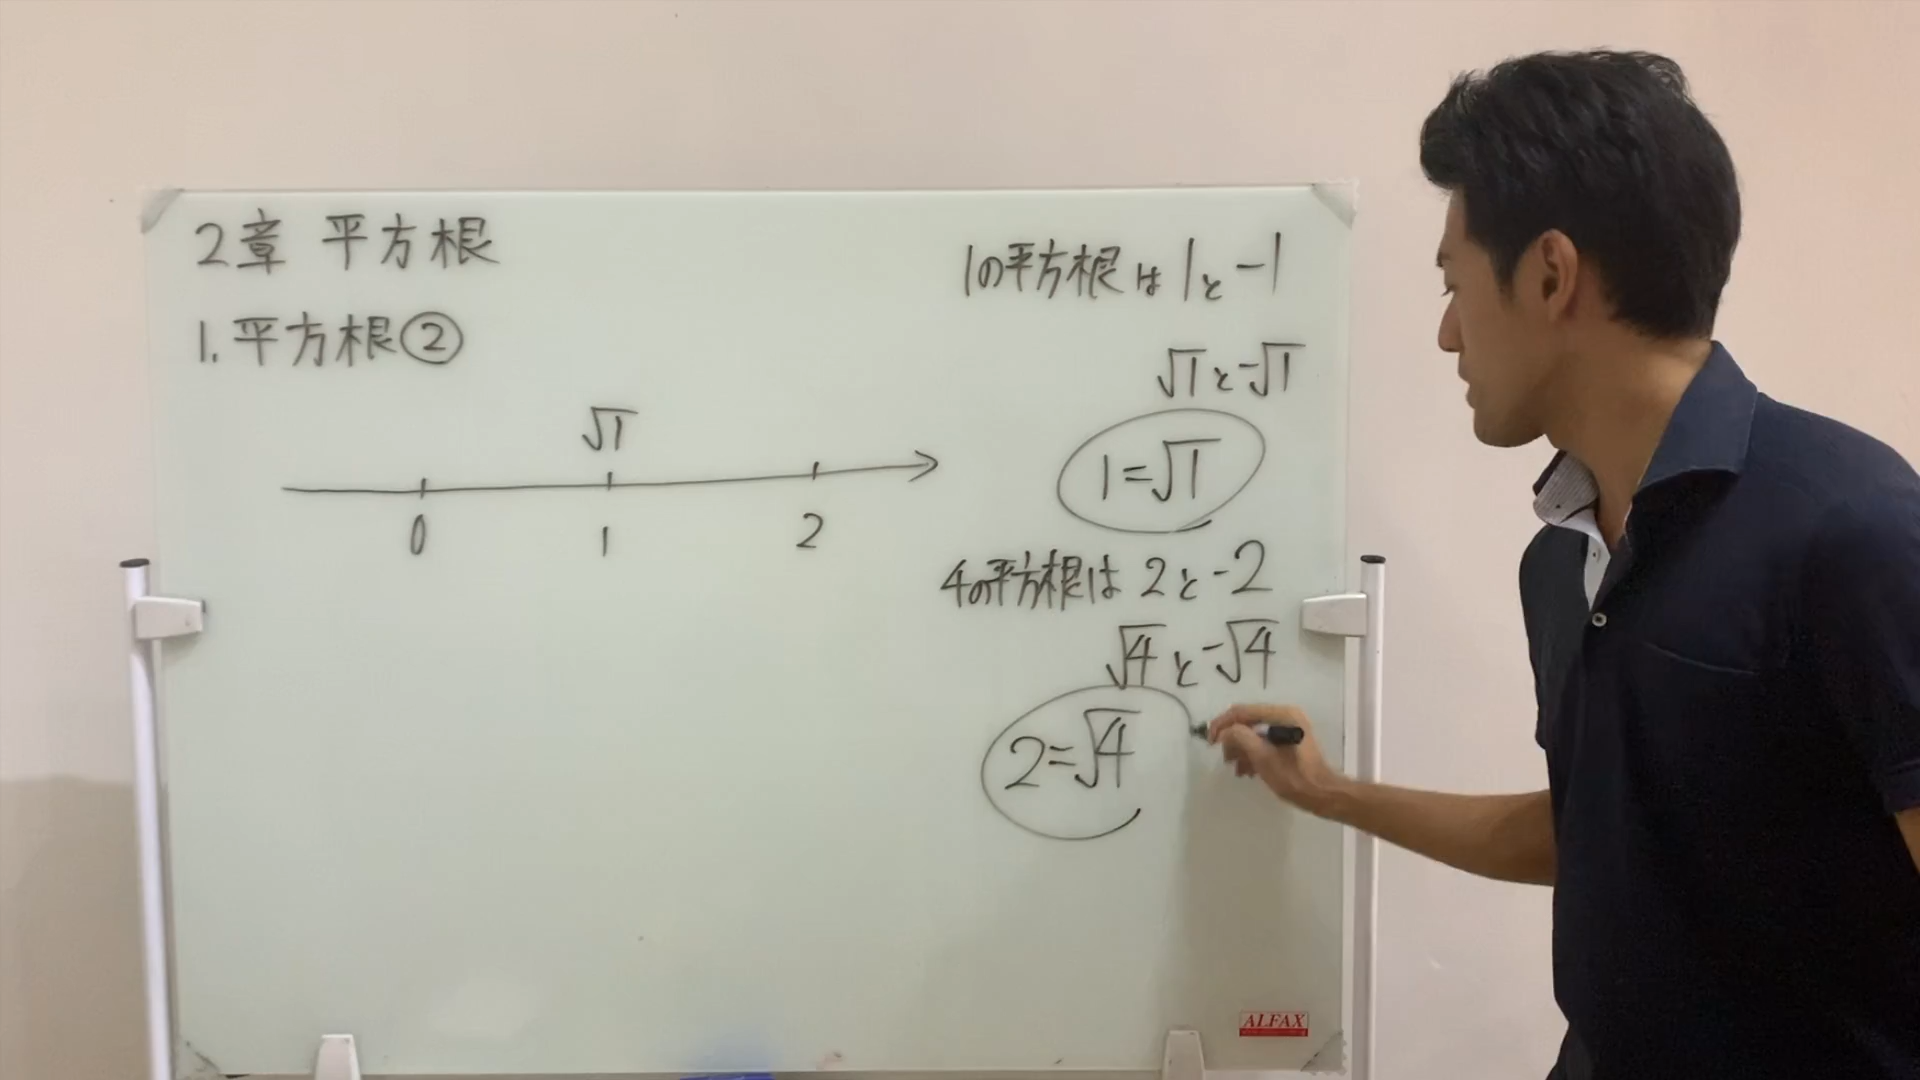 2章 平方根
1. 平方根②
√1
0 1 2
1の平方根は 1と-1
√1と-√1
1=√1
4の平方根は 2と-2
√4と-√4
2=√4
ALFAX